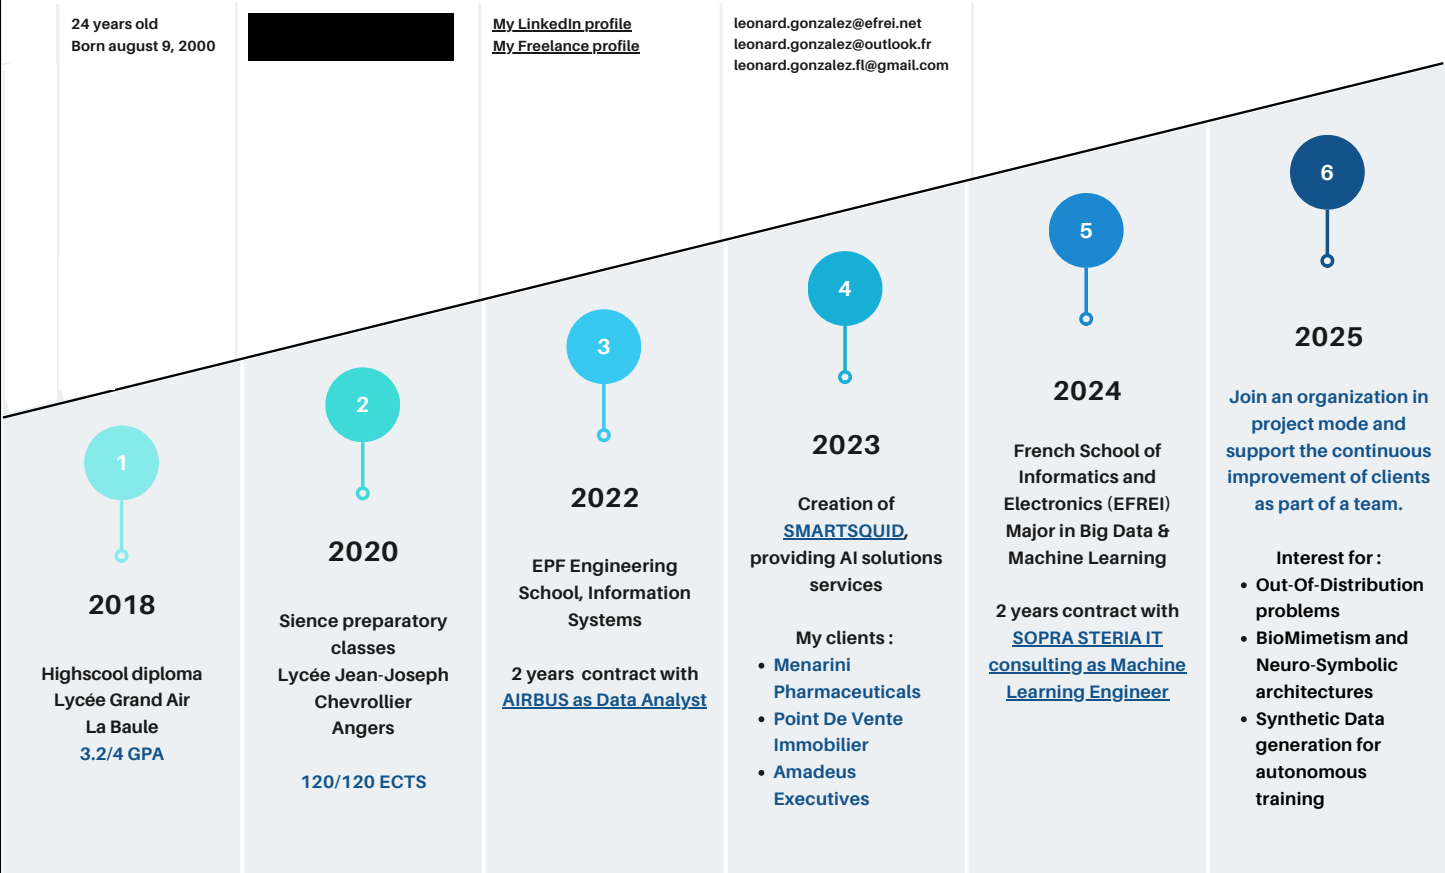 24 years old
Born august 9, 2000
My LinkedIn profile
My Freelance profile
leonard.gonzalez@efrei.net
leonard.gonzalez@outlook.fr
leonard.gonzalez.fl@gmail.com
1
2018
Highscool diploma
Lycée Grand Air
La Baule
3.2/4 GPA
2
2020
Sience preparatory
classes
Lycée Jean-Joseph
Chevrollier
Angers
120/120 ECTS
3
2022
EPF Engineering
School, Information
Systems
2 years contract with
AIRBUS as Data Analyst
4
2023
Creation of
SMARTSQUID,
providing AI solutions
services
My clients :
• Menarini
Pharmaceuticals
• Point De Vente
Immobilier
• Amadeus
Executives
5
2024
French School of
Informatics and
Electronics (EFREI)
Major in Big Data &
Machine Learning
2 years contract with
SOPRA STERIA IT
consulting as Machine
Learning Engineer
6
2025
Join an organization in
project mode and
support the continuous
improvement of clients
as part of a team.
Interest for :
• Out-Of-Distribution
problems
• BioMimetism and
Neuro-Symbolic
architectures
• Synthetic Data
generation for
autonomous
training